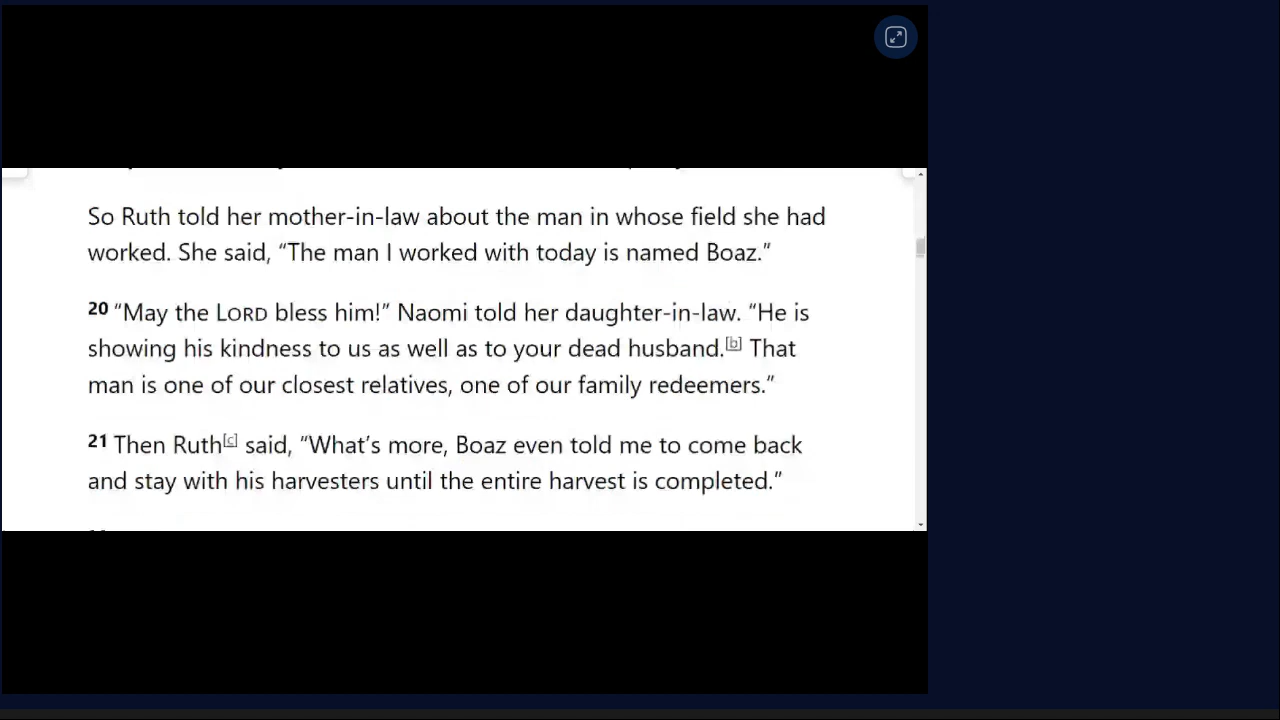 So Ruth told her mother-in-law about the man in whose field she had
worked. She said, “The man I worked with today is named Boaz.”
20 “May the LORD bless him!” Naomi told her daughter-in-law. “He is
showing his kindness to us as well as to your dead husband.[b] That
man is one of our closest relatives, one of our family redeemers.”
21 Then Ruth[c] said, “What’s more, Boaz even told me to come back
and stay with his harvesters until the entire harvest is completed.”